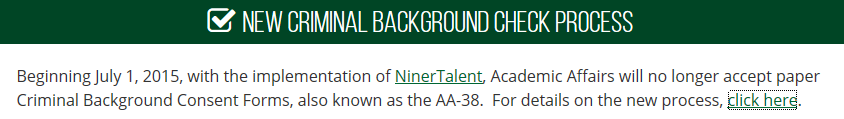 NEW CRIMINAL BACKGROUND CHECK PROCESS
Beginning July 1, 2015, with the implementation of NinerTalent, Academic Affairs will no longer accept paper
Criminal Background Consent Forms, also known as the AA-38.  For details on the new process, click here.